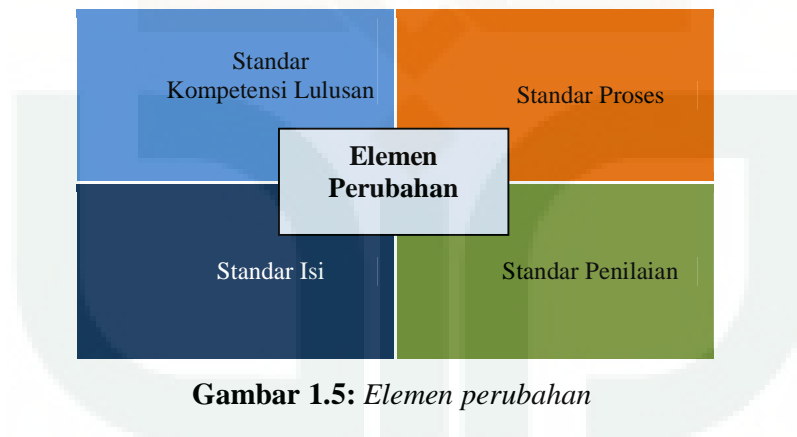 Standar
Kompetensi Lulusan
Standar Proses
Elemen
Perubahan
Standar Isi
Standar Penilaian
Gambar 1.5: Elemen perubahan